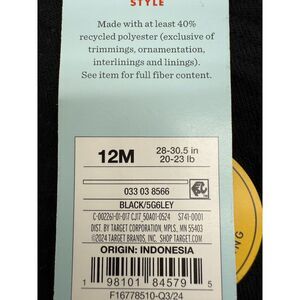 STYLE
Made with at least 40%
recycled polyester (exclusive of
trimmings, ornamentation,
interlinings and linings).
See item for full fiber content.
12M
28-30.5 in
20-23 lb
033 03 8566
BLACK/5G6LEY
C-002261-01-017 CJ17_50A01-0524 ST41-0001
DIST. BY TARGET CORPORATION, MPLS., MN 55403
©2024 TARGET BRANDS, INC. SHOP TARGET.COM
ORIGIN: INDONESIA
1 98101 84579 5
F16778510-Q3/24